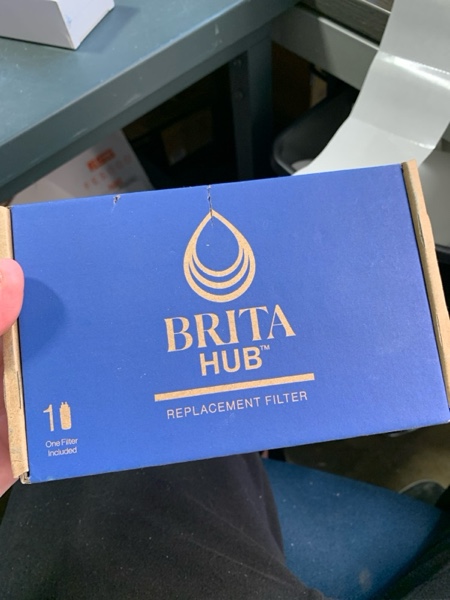 BRITA
HUB™
REPLACEMENT FILTER
1
One Filter
Included